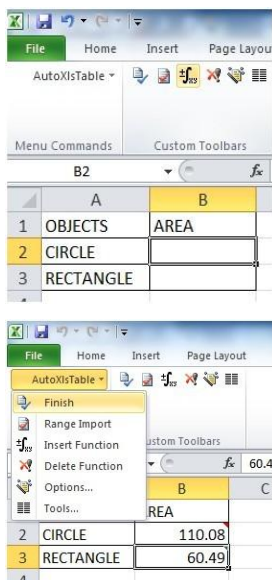 File Home Insert Page Layou
AutoXlsTable
Menu Commands Custom Toolbars
B2 fx
A B
1 OBJECTS AREA
2 CIRCLE
3 RECTANGLE
File Home Insert Page Layout
AutoXlsTable
Finish
Range Import
Insert Function ustom Toolbars
Delete Function fx 60.4
Options... B C
Tools... REA
2 CIRCLE 110.08
3 RECTANGLE 60.49